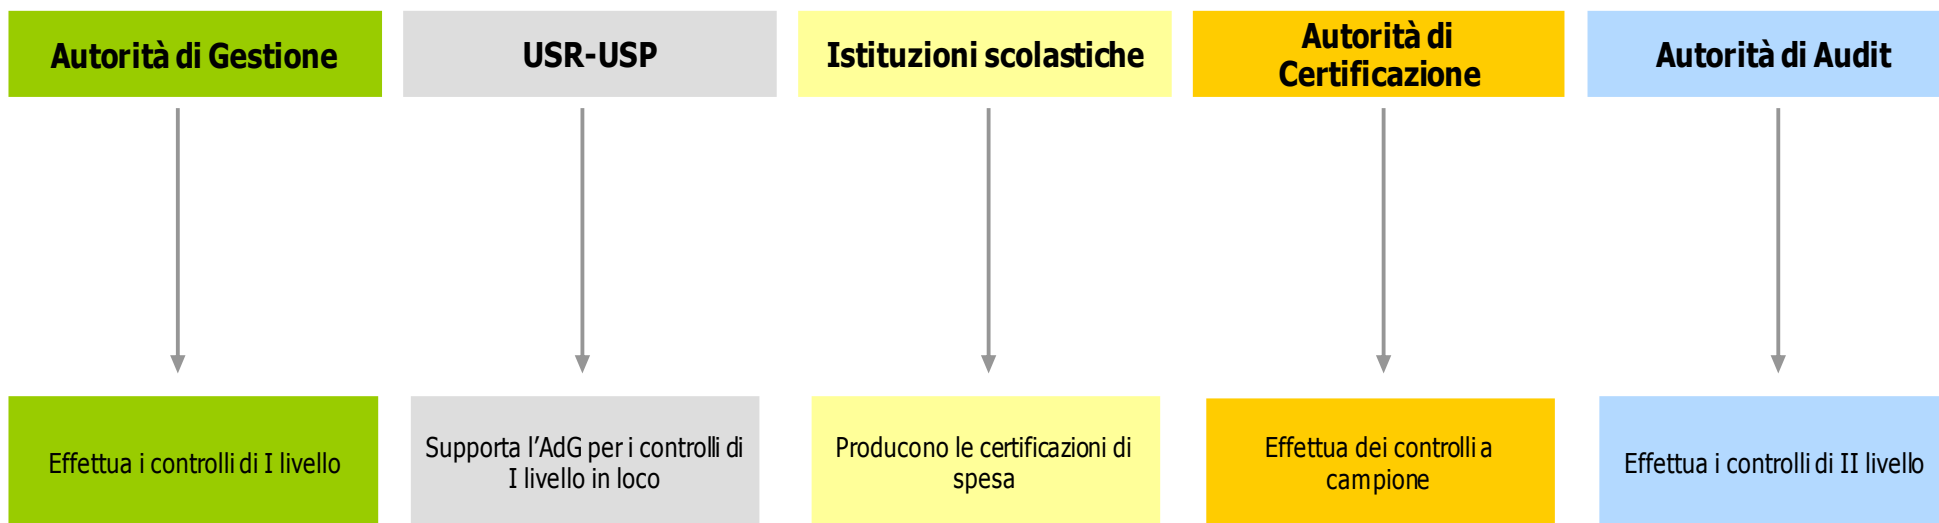 Autorità di Gestione
USR-USP
Istituzioni scolastiche
Autorità di
Certificazione
Autorità di Audit
Effettua i controlli di I livello
Supporta l’AdG per i controlli di
I livello in loco
Producono le certificazioni di
spesa
Effettua dei controlli a
campione
Effettua i controlli di II livello